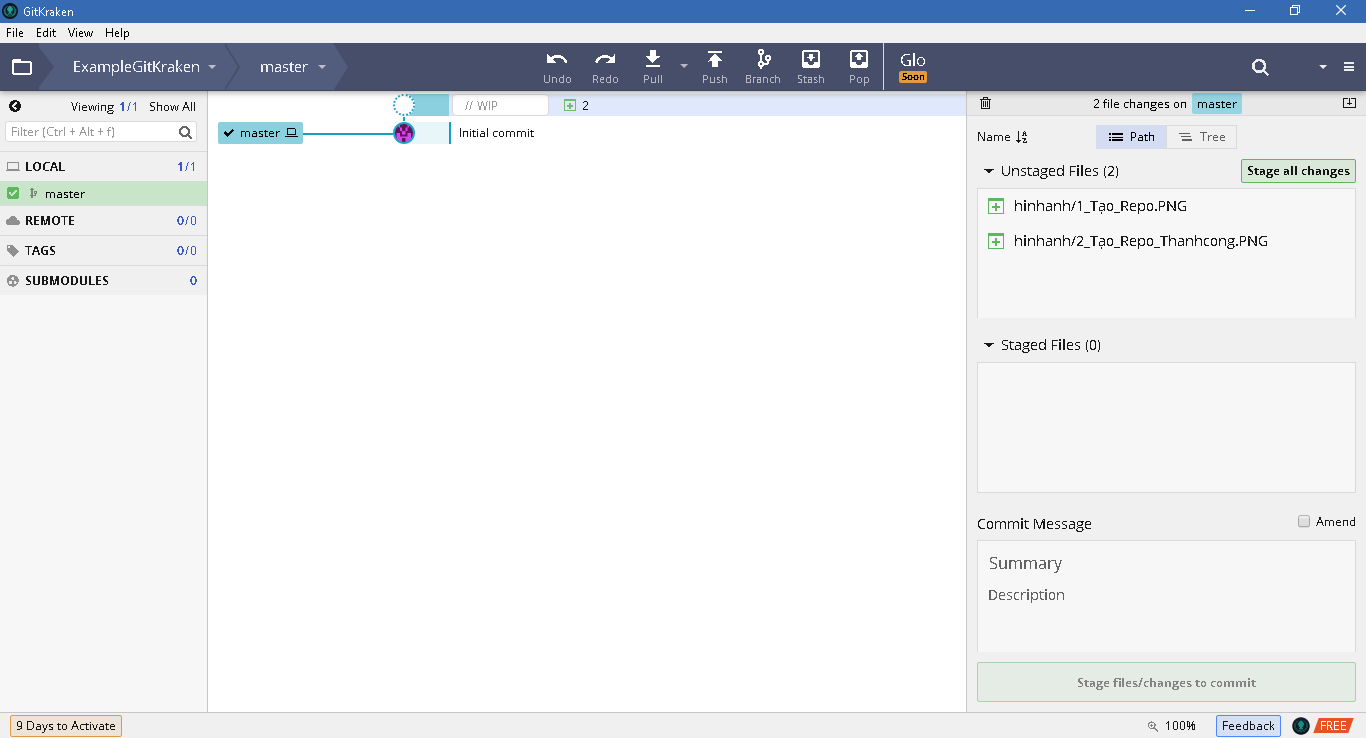 GitKraken
File Edit View Help
ExampleGitKraken master
Undo Redo Pull Push Branch Stash Pop
Glo
Soon
Viewing 1/1 Show All
Filter (Ctrl + Alt + f)
LOCAL 1/1
master
REMOTE 0/0
TAGS 0/0
SUBMODULES 0
// WIP 2
master Initial commit
2 file changes on master
Name Path Tree
Unstaged Files (2) Stage all changes
hinhanh/1_Tạo_Repo.PNG
hinhanh/2_Tạo_Repo_Thanhcong.PNG
Staged Files (0)
Commit Message Amend
Summary
Description
Stage files/changes to commit
9 Days to Activate 100% Feedback FREE